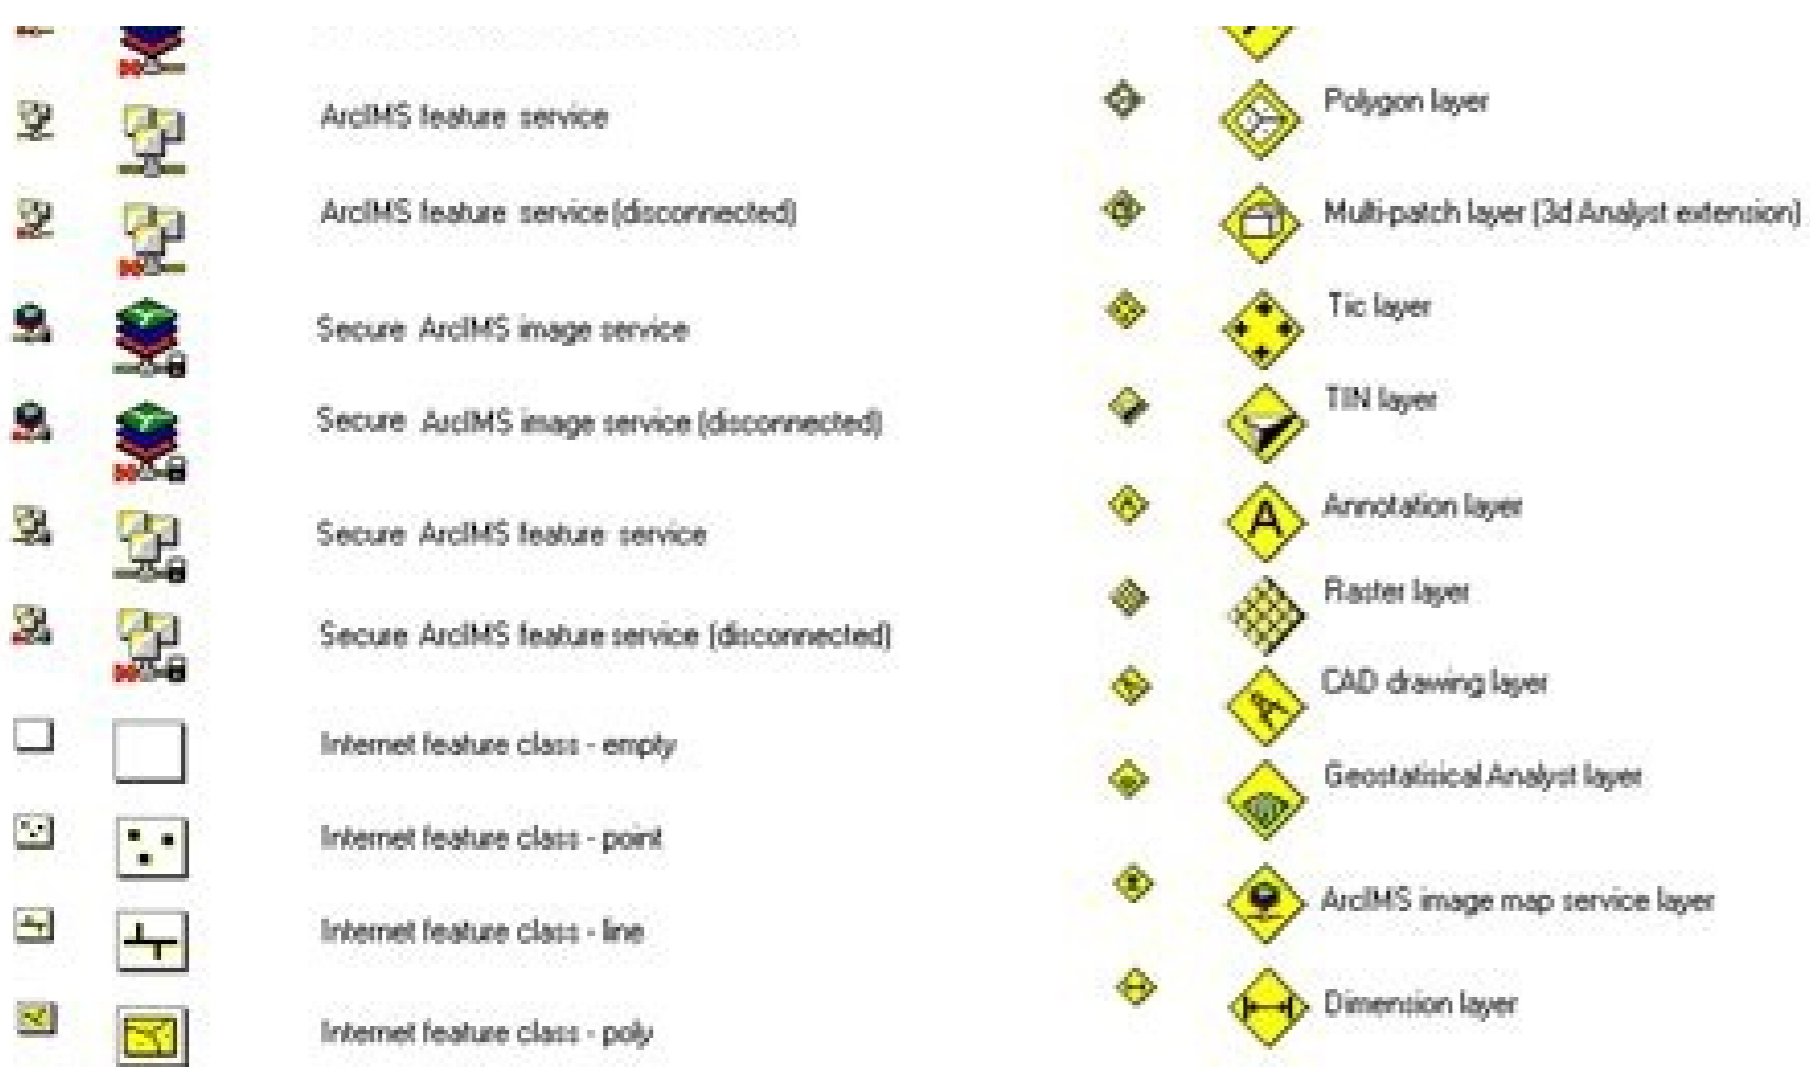 ArcIMS feature service
ArcIMS feature service (disconnected)
Secure ArcIMS image service
Secure ArcIMS image service (disconnected)
Secure ArcIMS feature service
Secure ArcIMS feature service (disconnected)
Internet feature class - empty
Internet feature class - point
Internet feature class - line
Internet feature class - poly
Polygon layer
Multi-patch layer (3d Analyst extension)
Tic layer
TIN layer
A
Annotation layer
Raster layer
CAD drawing layer
Geostatisical Analyst layer
ArcIMS image map service layer
Dimension layer